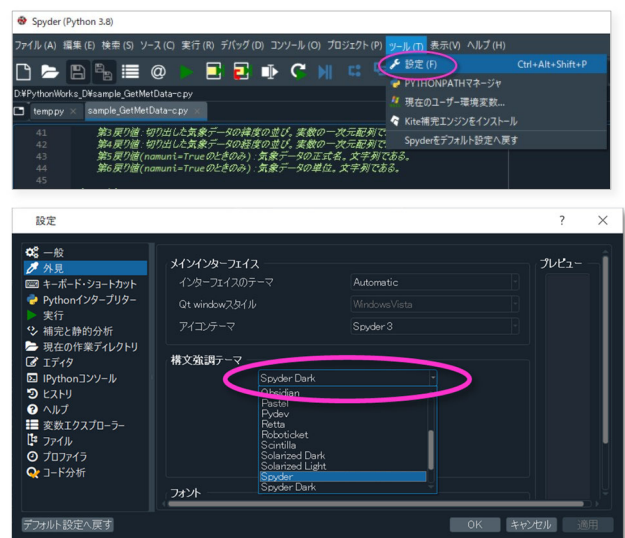 Spyder (Python 3.8)
ファイル (A) 編集 (E) 検索 (S) ソース (C) 実行 (R) デバッグ (D) コンソール (O) プロジェクト (P) ツール (T) 表示(V) ヘルプ (H)
設定 (F) Ctrl+Alt+Shift+P
PYTHONPATHマネージャ
D:¥PythonWorks_D¥sample_GetMetData-c.py
現在のユーザー環境変数...
temp.py × sample_GetMetData-c.py ×
Kite補完エンジンをインストール
41 第3戻り値:切り出した気象データの緯度の並び。実数の一次元配列で
42 第4戻り値:切り出した気象データの経度の並び。実数の一次元配列で
Spyderをデフォルト設定へ戻す
43 第5戻り値(namuni=Trueのときのみ):気象データの正式名。文字列である。
44 第6戻り値(namuni=Trueのときのみ):気象データの単位。文字列である。
45
設定 ? ×
一般
外見
キーボード・ショートカット
Pythonインタープリター
実行
補完と静的分析
現在の作業ディレクトリ
エディタ
IPythonコンソール
ヒストリ
ヘルプ
変数エクスプローラー
ファイル
プロファイラ
コード分析
メインインターフェイス
インターフェイスのテーマ Automatic
Qt windowスタイル WindowsVista
アイコンテーマ Spyder 3
構文強調テーマ
Spyder Dark
Obsidian
Pastel
Pydev
Retta
Roboticket
Scintilla
Solarized Dark
Solarized Light
Spyder
Spyder Dark
フォント
プレビュー
デフォルト設定へ戻す OK キャンセル 適用